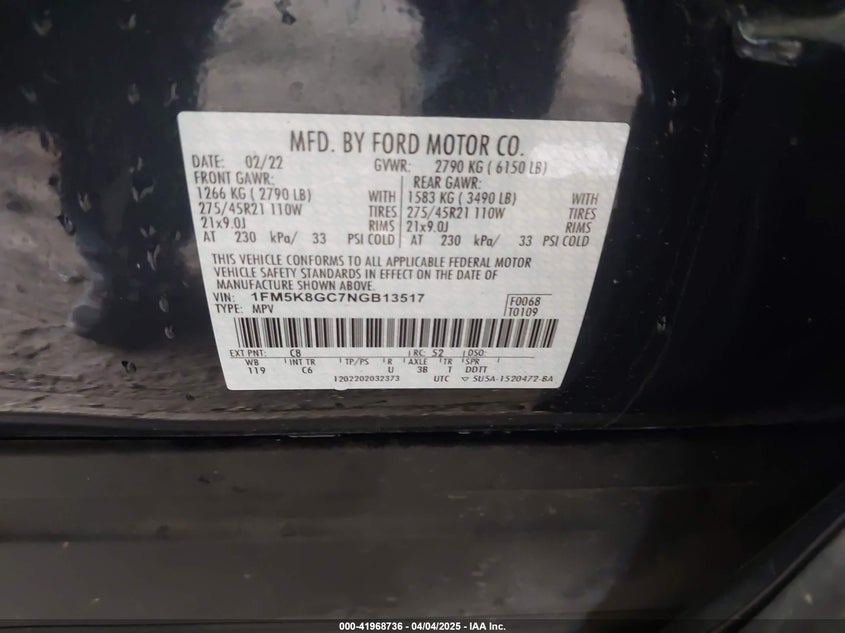 MFD. BY FORD MOTOR CO.
DATE: 02/22 GVWR: 2790 KG ( 6150 LB)
FRONT GAWR: REAR GAWR:
1266 KG ( 2790 LB) WITH 1583 KG ( 3490 LB) WITH
275/45R21 110W TIRES 275/45R21 110W TIRES
21x9.0J RIMS 21x9.0J RIMS
AT 230 kPa/ 33 PSI COLD AT 230 kPa/ 33 PSI COLD
THIS VEHICLE CONFORMS TO ALL APPLICABLE FEDERAL MOTOR
VEHICLE SAFETY STANDARDS IN EFFECT ON THE DATE OF
MANUFACTURE SHOWN ABOVE.
VIN: 1FM5K8GC7NGB13517 F0068
TYPE: MPV T0109
EXT PNT: C8 RC: 52 DSO:
WB INT TR TP/PS R AXLE TR SPR
119 C6 U 3B T DDTT
1202202032373 UTC ▽ 5U5A-1520472-BA
000-41968736 - 04/04/2025 - IAA Inc.